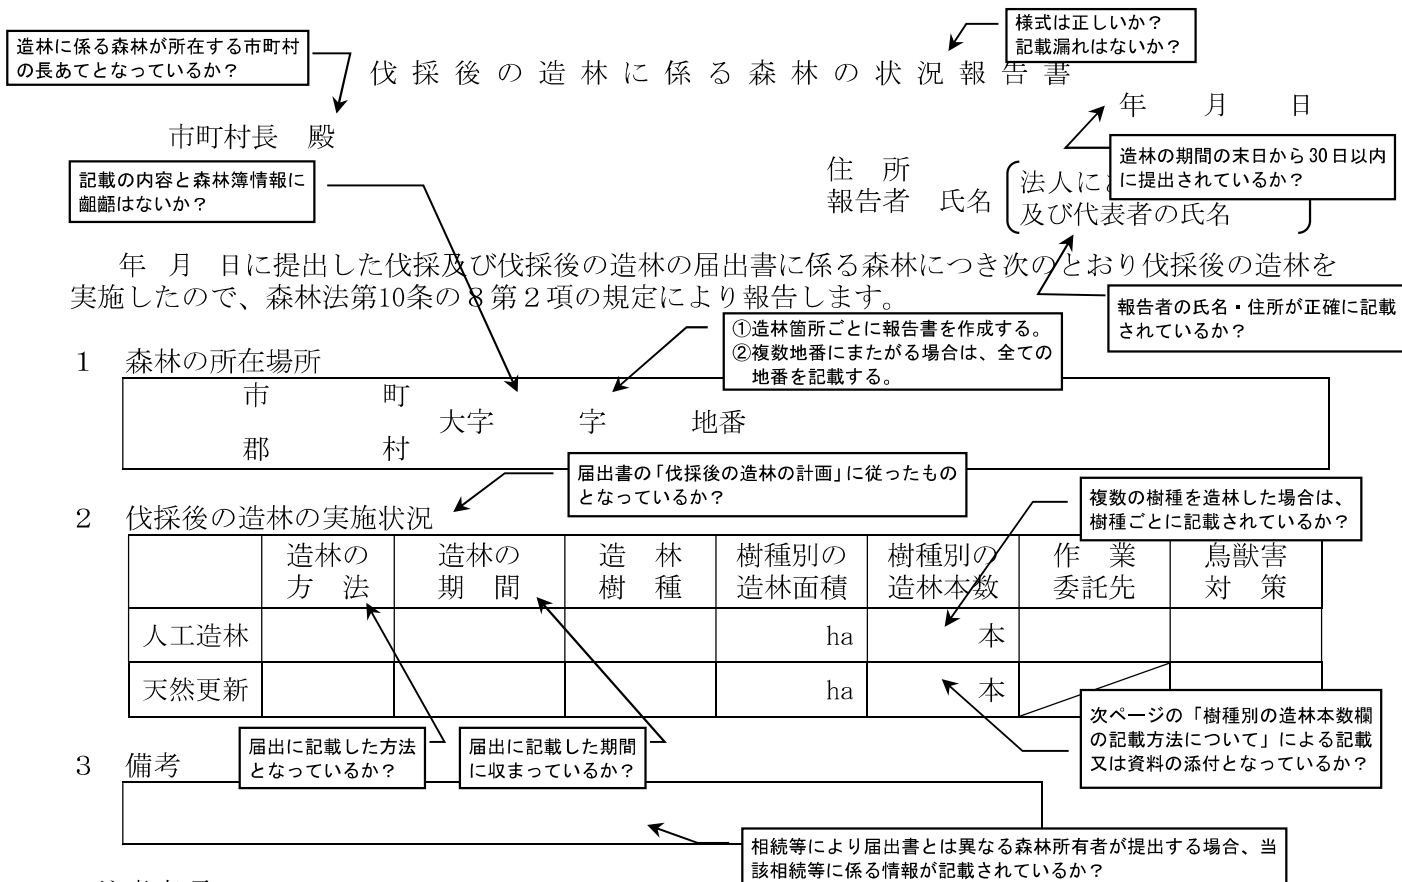 様式は正しいか？
記載漏れはないか？
造林に係る森林が所在する市町村
の長あてとなっているか？
伐採後の造林に係る森林の状況報告書
年 月 日
市町村長 殿
造林の期間の末日から30日以内
に提出されているか？
記載の内容と森林簿情報に
齟齬はないか？
住 所
報告者 氏名
法人に
及び代表者の氏名
年 月 日に提出した伐採及び伐採後の造林の届出書に係る森林につき次のとおり伐採後の造林を
実施したので、森林法第10条の８第２項の規定により報告します。
報告者の氏名・住所が正確に記載
されているか？
①造林箇所ごとに報告書を作成する。
②複数地番にまたがる場合は、全ての
地番を記載する。
１ 森林の所在場所
市 町
大字 字 地番
郡 村
届出書の「伐採後の造林の計画」に従ったもの
となっているか？
複数の樹種を造林した場合は、
樹種ごとに記載されているか？
２ 伐採後の造林の実施状況
造林の 造林の 造 林 樹種別の 樹種別の 作 業 鳥獣害
方 法 期 間 樹 種 造林面積 造林本数 委託先 対 策
人工造林 ha 本
天然更新 ha 本
次ページの「樹種別の造林本数欄
の記載方法について」による記載
又は資料の添付となっているか？
届出に記載した方法
となっているか？
届出に記載した期間
に収まっているか？
３ 備考
相続等により届出書とは異なる森林所有者が提出する場合、当
該相続等に係る情報が記載されているか？